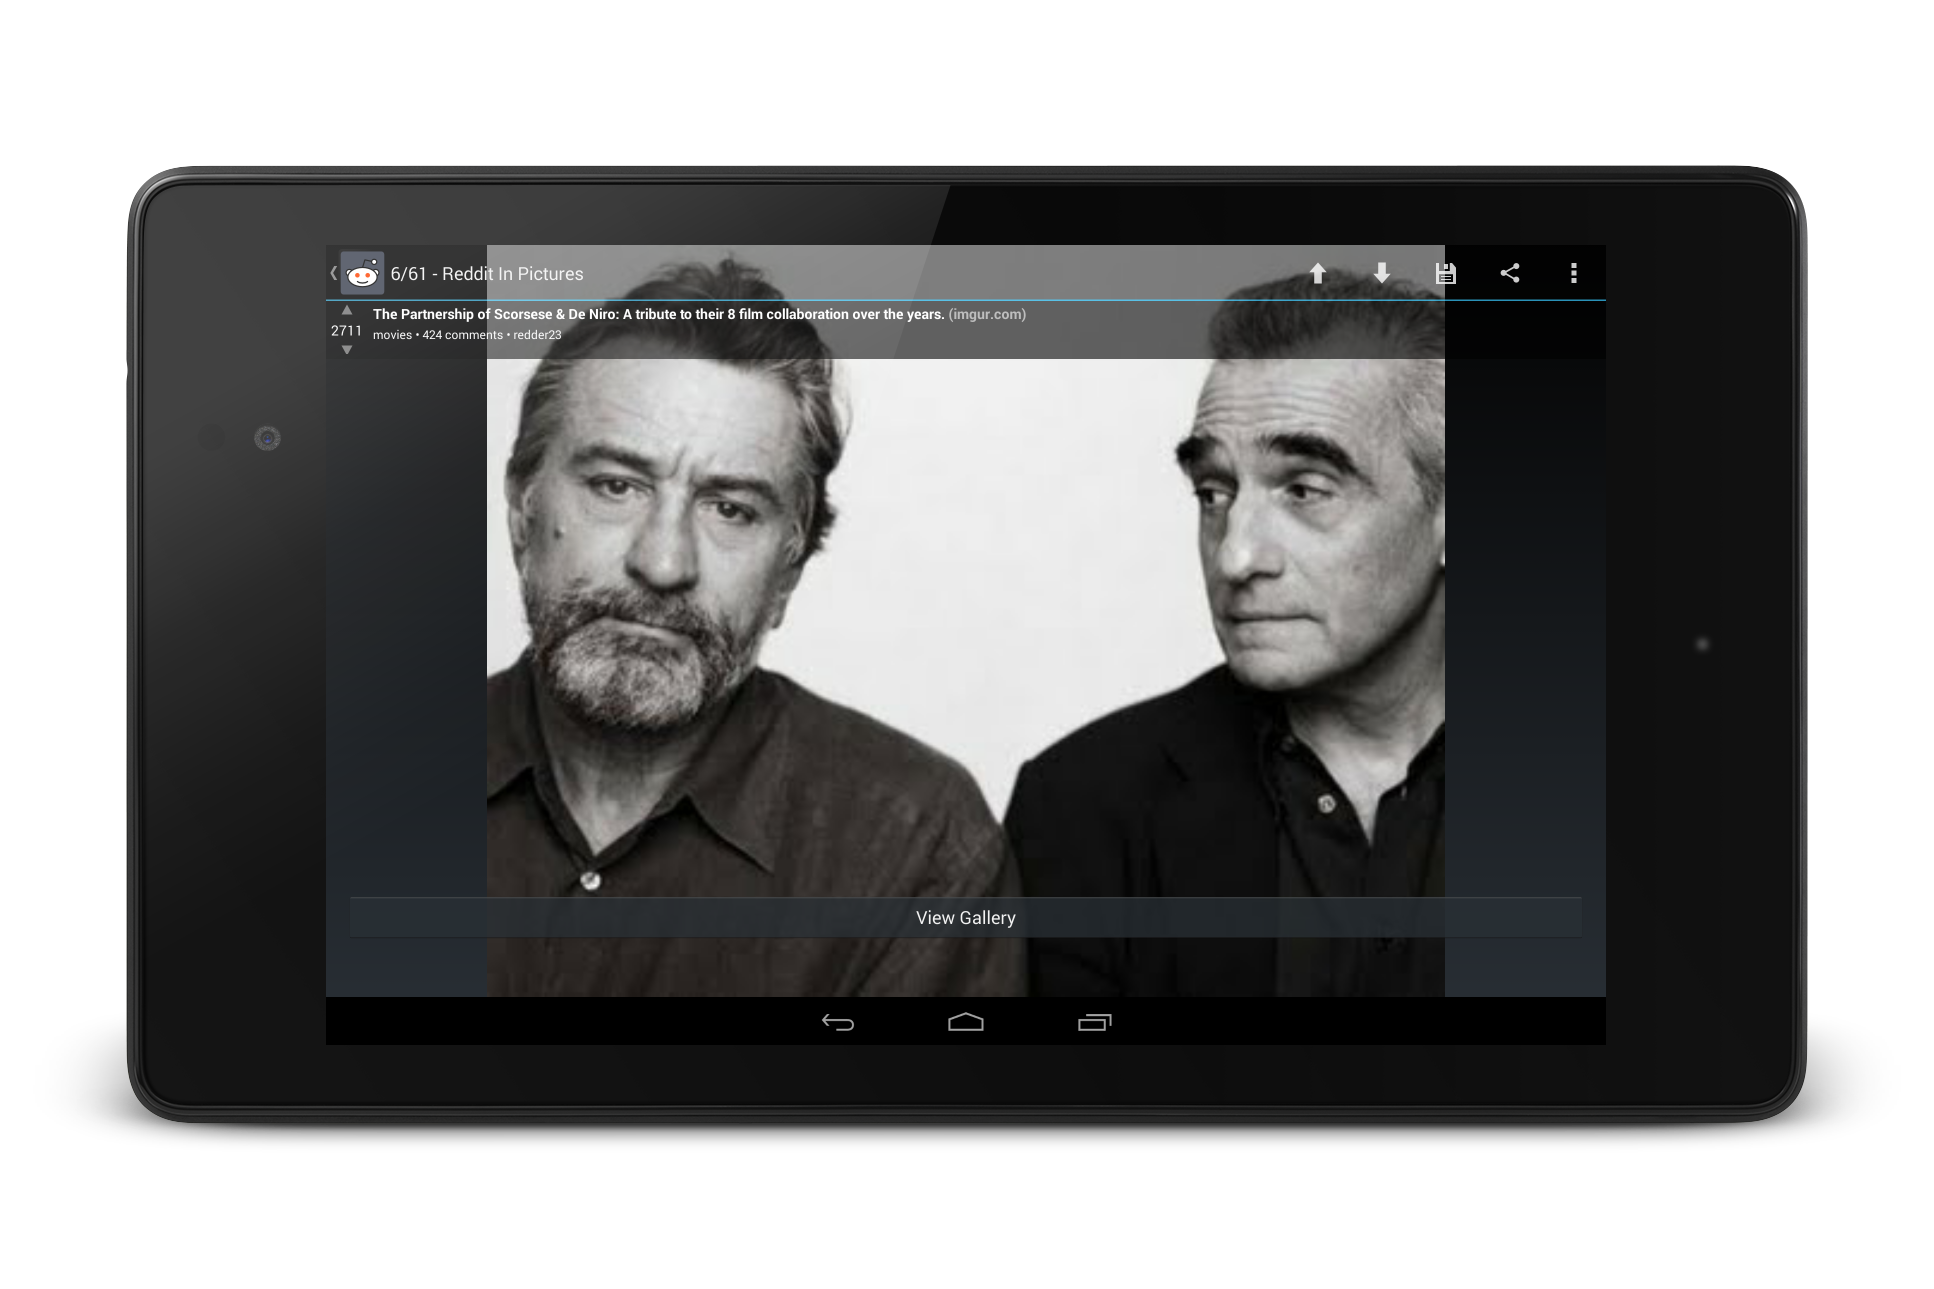 6/61 - Reddit In Pictures
The Partnership of Scorsese & De Niro: A tribute to their 8 film collaboration over the years. (imgur.com)
2711
movies • 424 comments • redder23
View Gallery